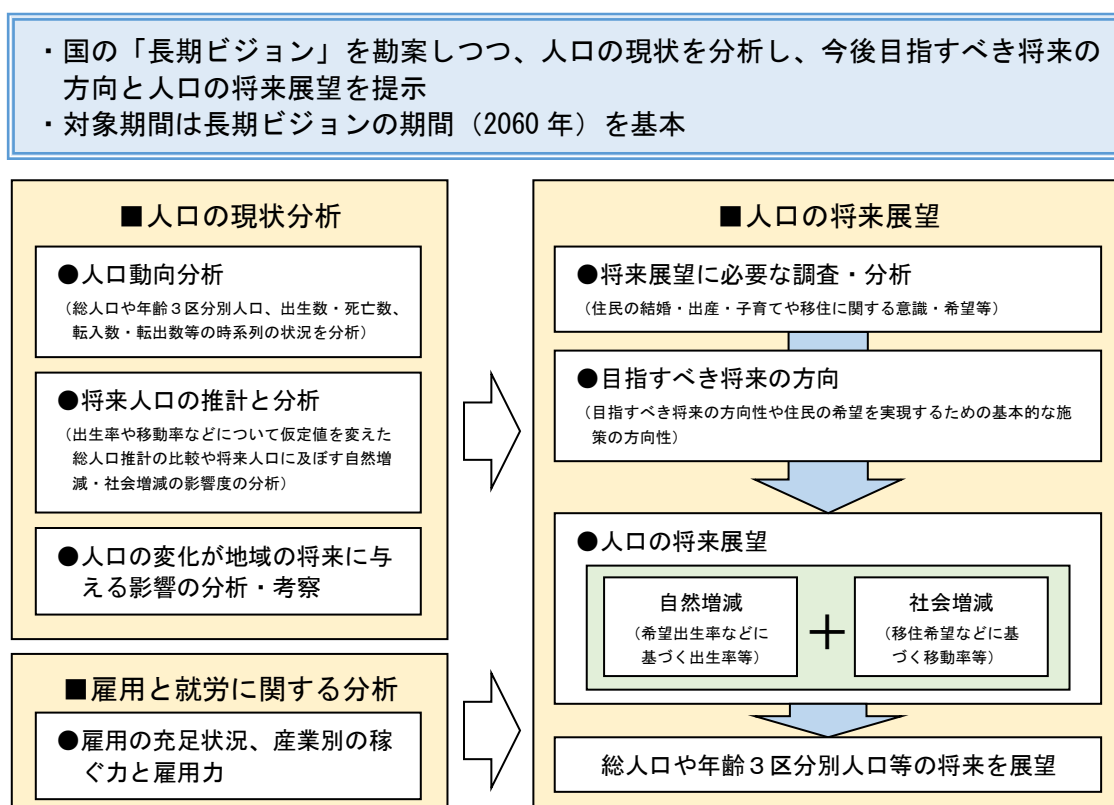 ・国の「長期ビジョン」を勘案しつつ、人口の現状を分析し、今後目指すべき将来の
方向と人口の将来展望を提示
・対象期間は長期ビジョンの期間（2060 年）を基本
■人口の現状分析
●人口動向分析
（総人口や年齢３区分別人口、出生数・死亡数、
転入数・転出数等の時系列の状況を分析）
●将来人口の推計と分析
（出生率や移動率などについて仮定値を変えた
総人口推計の比較や将来人口に及ぼす自然増
減・社会増減の影響度の分析）
●人口の変化が地域の将来に与
える影響の分析・考察
■雇用と就労に関する分析
●雇用の充足状況、産業別の稼
ぐ力と雇用力
■人口の将来展望
●将来展望に必要な調査・分析
（住民の結婚・出産・子育てや移住に関する意識・希望等）
●目指すべき将来の方向
（目指すべき将来の方向性や住民の希望を実現するための基本的な施
策の方向性）
●人口の将来展望
自然増減
（希望出生率などに
基づく出生率等）
＋
社会増減
（移住希望などに基
づく移動率等）
総人口や年齢３区分別人口等の将来を展望